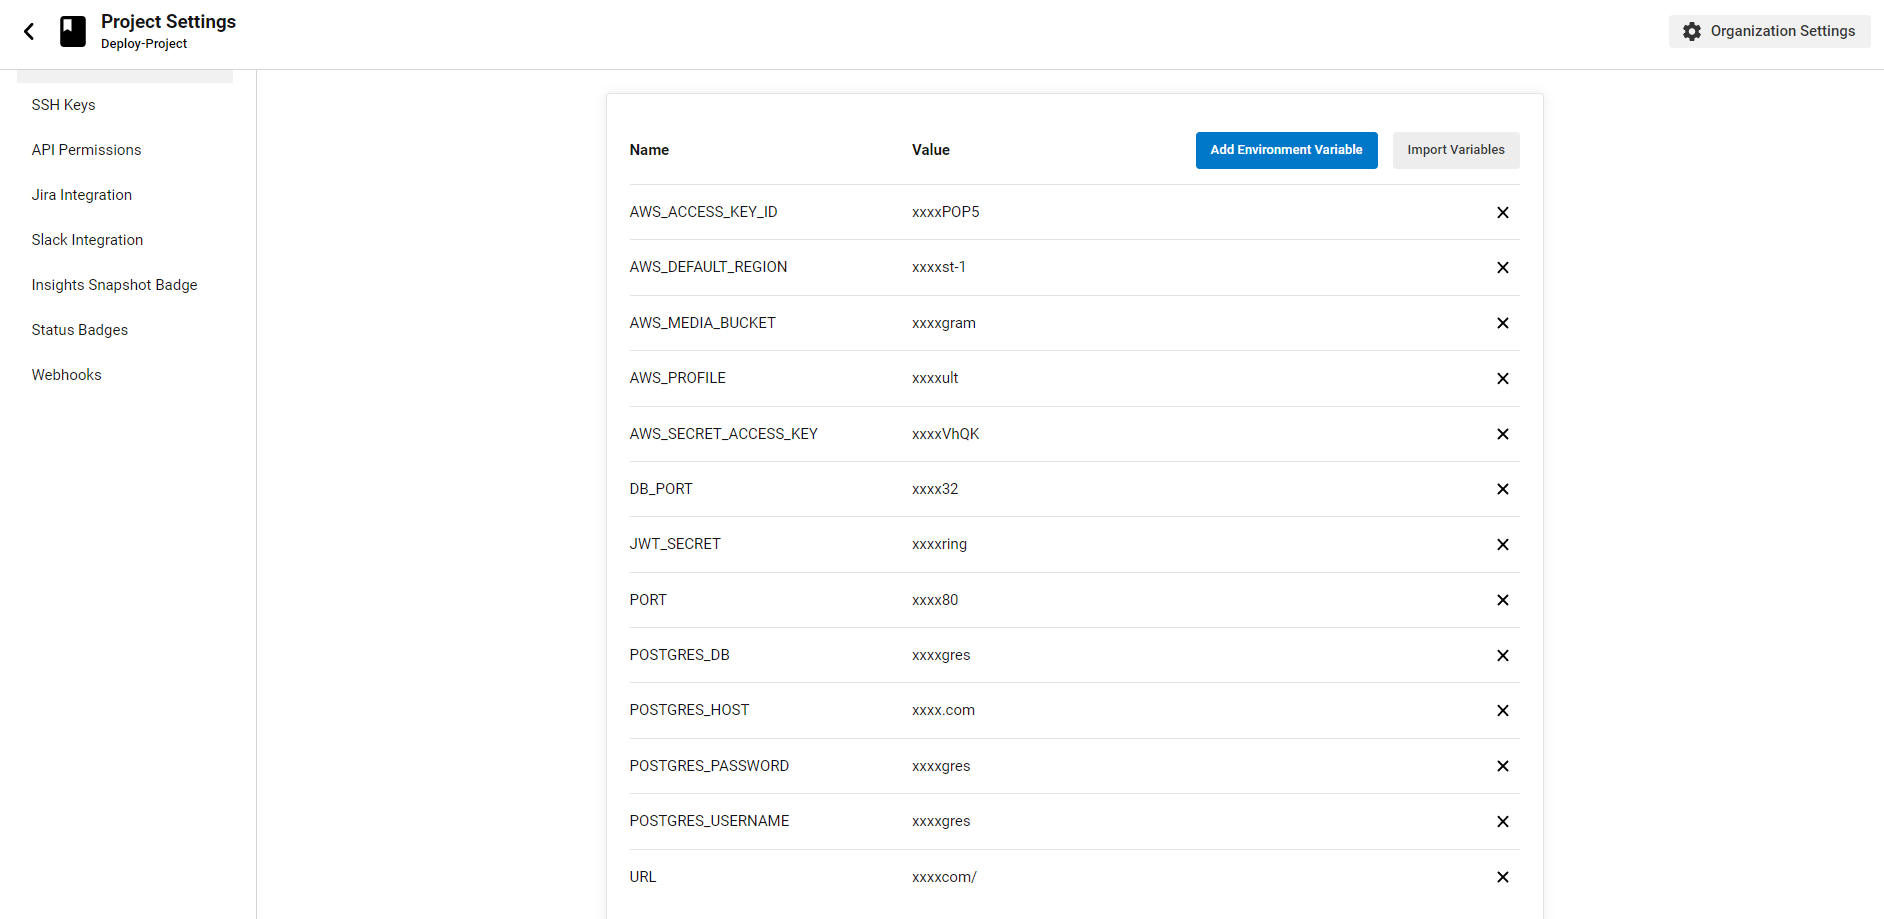 Project Settings
Deploy-Project
Organization Settings
SSH Keys
API Permissions
Jira Integration
Slack Integration
Insights Snapshot Badge
Status Badges
Webhooks
Name Value Add Environment Variable Import Variables
AWS_ACCESS_KEY_ID xxxxPOP5
AWS_DEFAULT_REGION xxxxst-1
AWS_MEDIA_BUCKET xxxxgram
AWS_PROFILE xxxxult
AWS_SECRET_ACCESS_KEY xxxxVhQK
DB_PORT xxxx32
JWT_SECRET xxxxring
PORT xxxx80
POSTGRES_DB xxxxgres
POSTGRES_HOST xxxx.com
POSTGRES_PASSWORD xxxxgres
POSTGRES_USERNAME xxxxgres
URL xxxxcom/